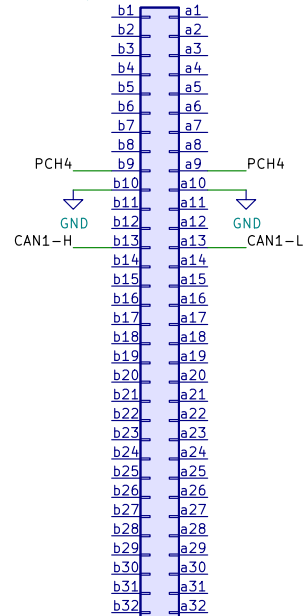 b1 a1
b2 a2
b3 a3
b4 a4
b5 a5
b6 a6
b7 a7
b8 a8
PCH4 b9 a9 PCH4
b10 a10
b11 a11
GND b12 a12 GND
CAN1-H b13 a13 CAN1-L
b14 a14
b15 a15
b16 a16
b17 a17
b18 a18
b19 a19
b20 a20
b21 a21
b22 a22
b23 a23
b24 a24
b25 a25
b26 a26
b27 a27
b28 a28
b29 a29
b30 a30
b31 a31
b32 a32